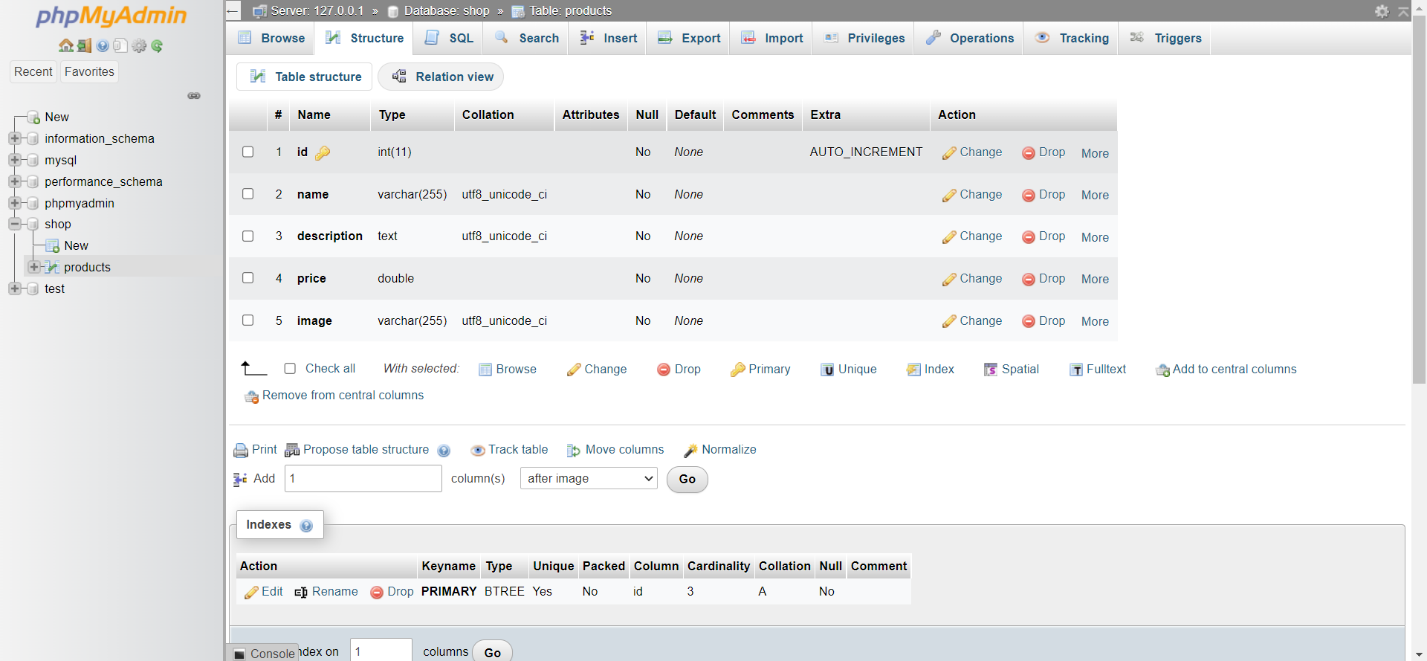 phpMyAdmin
Recent Favorites
New
information_schema
mysql
performance_schema
phpmyadmin
shop
New
products
test
Server: 127.0.0.1 » Database: shop » Table: products
Browse Structure SQL Search Insert Export Import Privileges Operations Tracking Triggers
Table structure Relation view
# Name Type Collation Attributes Null Default Comments Extra Action
1 id int(11) No None AUTO_INCREMENT Change Drop More
2 name varchar(255) utf8_unicode_ci No None Change Drop More
3 description text utf8_unicode_ci No None Change Drop More
4 price double No None Change Drop More
5 image varchar(255) utf8_unicode_ci No None Change Drop More
Check all With selected: Browse Change Drop Primary Unique Index Spatial Fulltext Add to central columns
Remove from central columns
Print Propose table structure Track table Move columns Normalize
Add 1 column(s) after image Go
Indexes
Action Keyname Type Unique Packed Column Cardinality Collation Null Comment
Edit Rename Drop PRIMARY BTREE Yes No id 3 A No
Console ndex on 1 columns Go